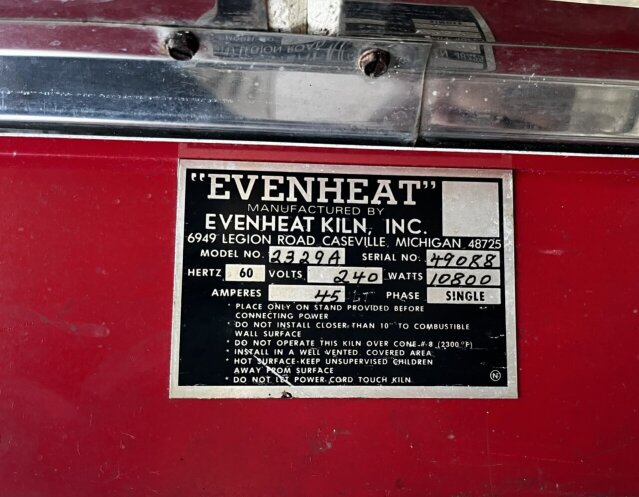 "EVENHEAT"
MANUFACTURED BY
EVENHEAT KILN, INC.
6949 LEGION ROAD CASEVILLE, MICHIGAN 48725
MODEL NO. 2329A SERIAL NO. 49088
HERTZ 60 VOLTS 240 WATTS 10800
AMPERES 45 PHASE SINGLE
* PLACE ONLY ON STAND PROVIDED BEFORE
CONNECTING POWER
* DO NOT INSTALL CLOSER THAN 10" TO COMBUSTIBLE
WALL SURFACE
* DO NOT OPERATE THIS KILN OVER CONE # 8 (2300 °F)
* INSTALL IN A WELL VENTED COVERED AREA
* HOT SURFACE-KEEP UNSUPERVISED CHILDREN
AWAY FROM SURFACE
* DO NOT LET POWER CORD TOUCH KILN
N